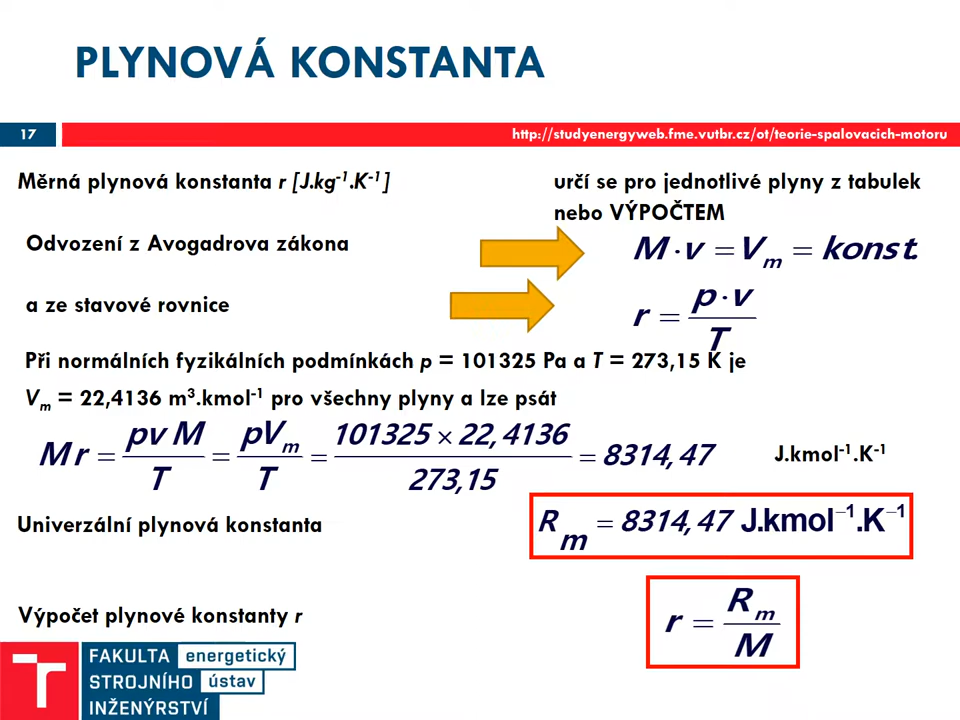 PLYNOVÁ KONSTANTA
17
http://studyenergyweb.fme.vutbr.cz/ot/teorie-spalovacich-motoru
Měrná plynová konstanta r [J.kg⁻¹.K⁻¹]
určí se pro jednotlivé plyny z tabulek
nebo VÝPOČTEM
Odvození z Avogadrova zákona
M · v = Vₘ = konst.
a ze stavové rovnice
r = p · v / T
Při normálních fyzikálních podmínkách p = 101325 Pa a T = 273,15 K je
Vₘ = 22,4136 m³.kmol⁻¹ pro všechny plyny a lze psát
M r = pv M / T = pVₘ / T = 101325 × 22,4136 / 273,15 = 8314,47
J.kmol⁻¹.K⁻¹
Univerzální plynová konstanta
Rₘ = 8314,47 J.kmol⁻¹.K⁻¹
Výpočet plynové konstanty r
r = Rₘ / M
FAKULTA energetický
STROJNÍHO ústav
INŽENÝRSTVÍ